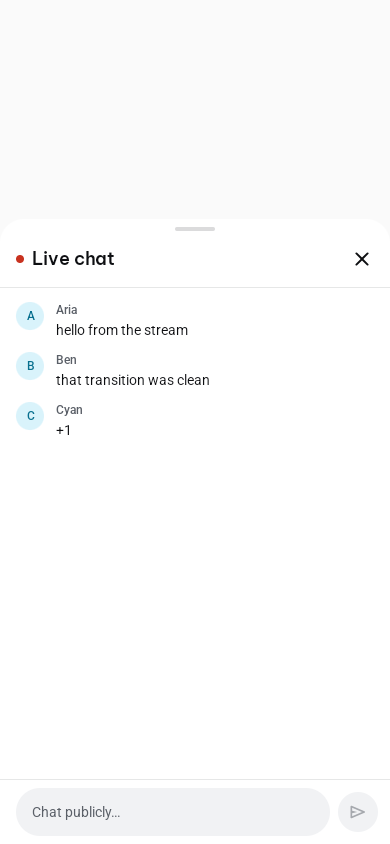 Live chat
A
Aria
hello from the stream
B
Ben
that transition was clean
C
Cyan
+1
Chat publicly…